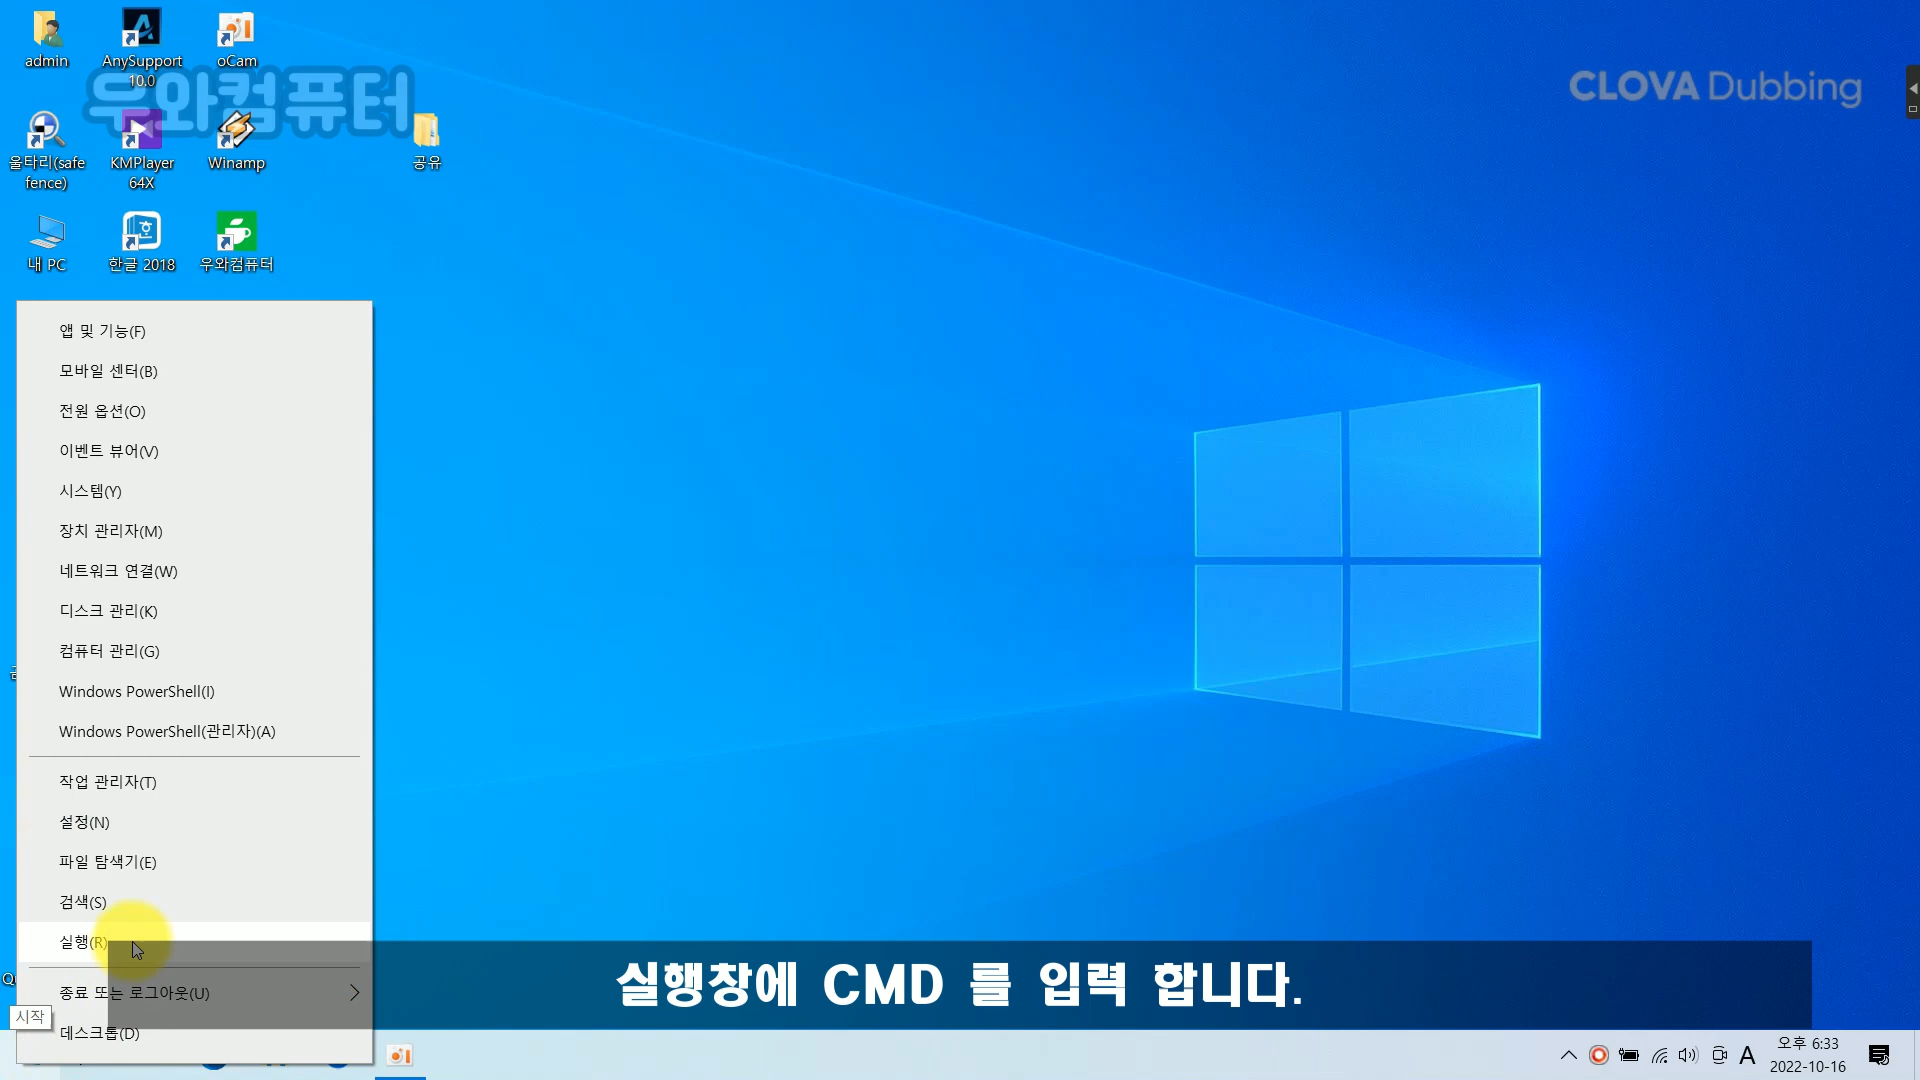 admin
AnySupport
10.0
oCam
우와컴퓨터
CLOVA Dubbing
울타리(safe
fence)
KMPlayer
64X
Winamp
공유
내 PC
한글 2018
우와컴퓨터
앱 및 기능(F)
모바일 센터(B)
전원 옵션(O)
이벤트 뷰어(V)
시스템(Y)
장치 관리자(M)
네트워크 연결(W)
디스크 관리(K)
컴퓨터 관리(G)
Windows PowerShell(I)
Windows PowerShell(관리자)(A)
작업 관리자(T)
설정(N)
파일 탐색기(E)
검색(S)
실행(R)
종료 또는 로그아웃(U)
데스크톱(D)
시작
실행창에 CMD 를 입력 합니다.
A
오후 6:33
2022-10-16